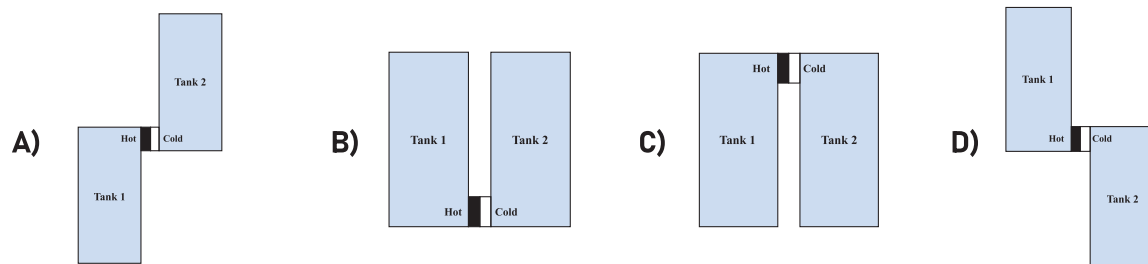 A)
Tank 2
Hot Cold
Tank 1
B)
Tank 1 Tank 2
Hot Cold
C)
Hot Cold
Tank 1 Tank 2
D)
Tank 1
Hot Cold
Tank 2